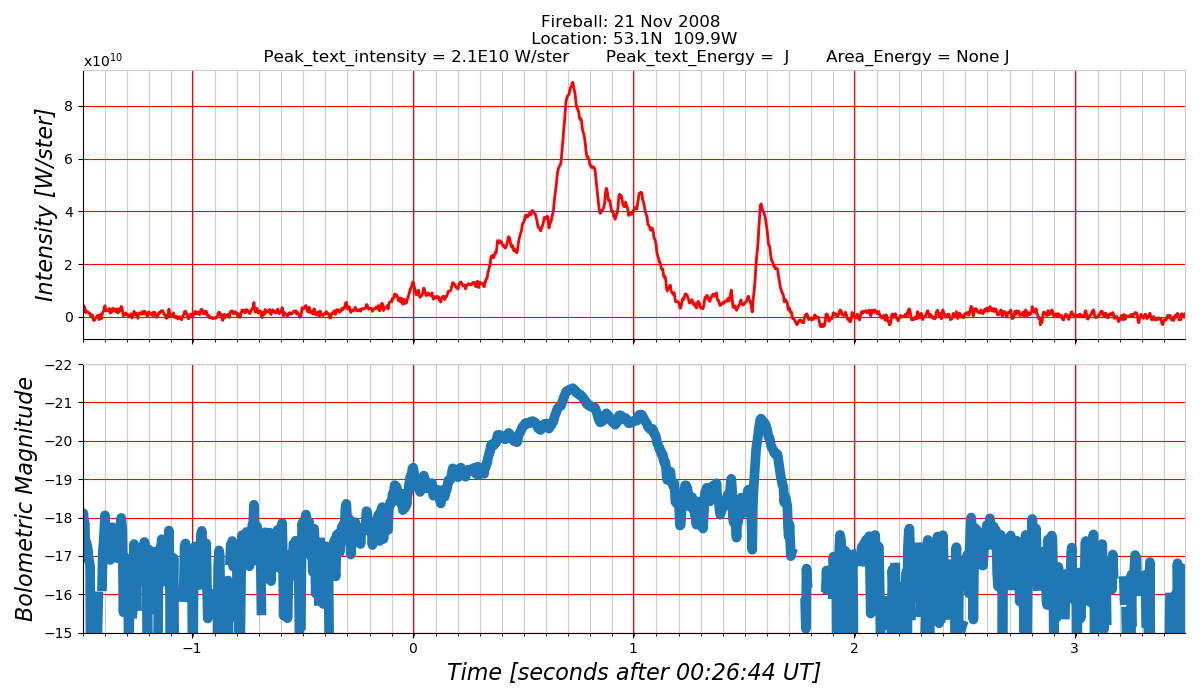 Fireball: 21 Nov 2008
Location: 53.1N 109.9W
Peak_text_intensity = 2.1E10 W/ster Peak_text_Energy = J Area_Energy = None J
x10¹⁰
8
6
4
2
0
Intensity [W/ster]
−22
−21
−20
−19
−18
−17
−16
−15
Bolometric Magnitude
−1 0 1 2 3
Time [seconds after 00:26:44 UT]